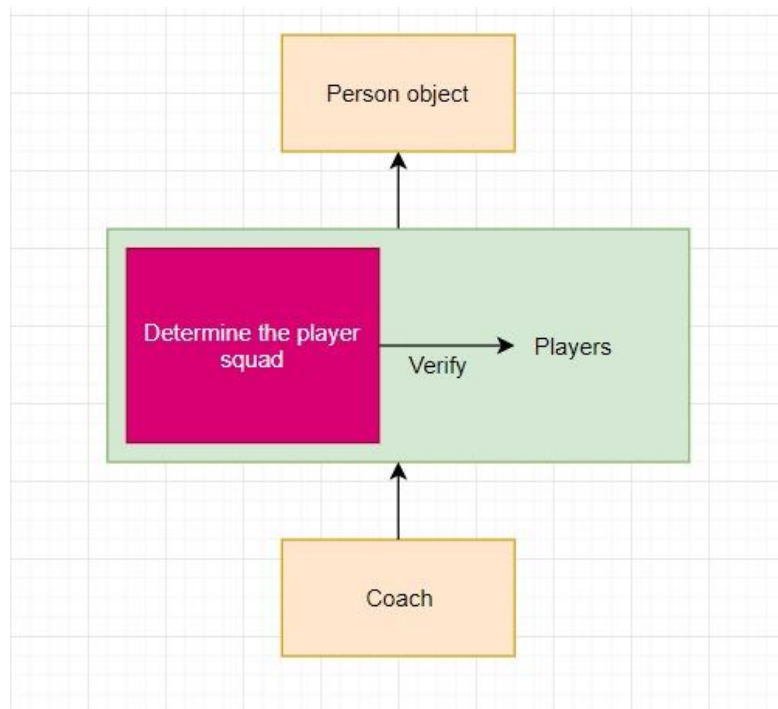 Person object
Determine the player
squad
Verify
Players
Coach